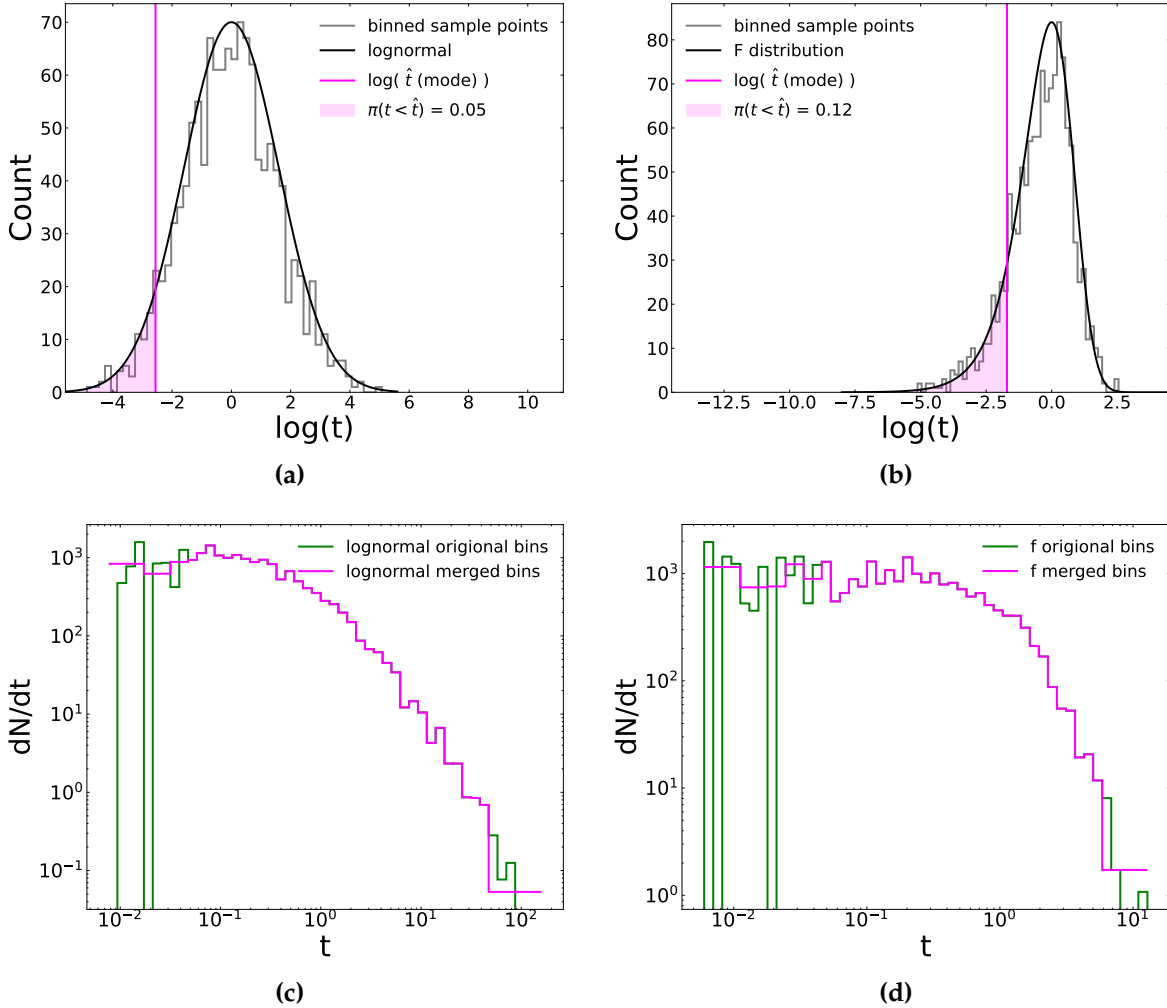 70
60
50
40
30
20
10
0
Count
binned sample points
lognormal
log( t̂ (mode) )
π(t < t̂) = 0.05
−4 −2 0 2 4 6 8 10
log(t)
(a)
80
70
60
50
40
30
20
10
0
Count
binned sample points
F distribution
log( t̂ (mode) )
π(t < t̂) = 0.12
−12.5 −10.0 −7.5 −5.0 −2.5 0.0 2.5
log(t)
(b)
10³
10²
10¹
10⁰
10⁻¹
dN/dt
lognormal origional bins
lognormal merged bins
10⁻² 10⁻¹ 10⁰ 10¹ 10²
t
(c)
10³
10²
10¹
10⁰
dN/dt
f origional bins
f merged bins
10⁻² 10⁻¹ 10⁰ 10¹
t
(d)